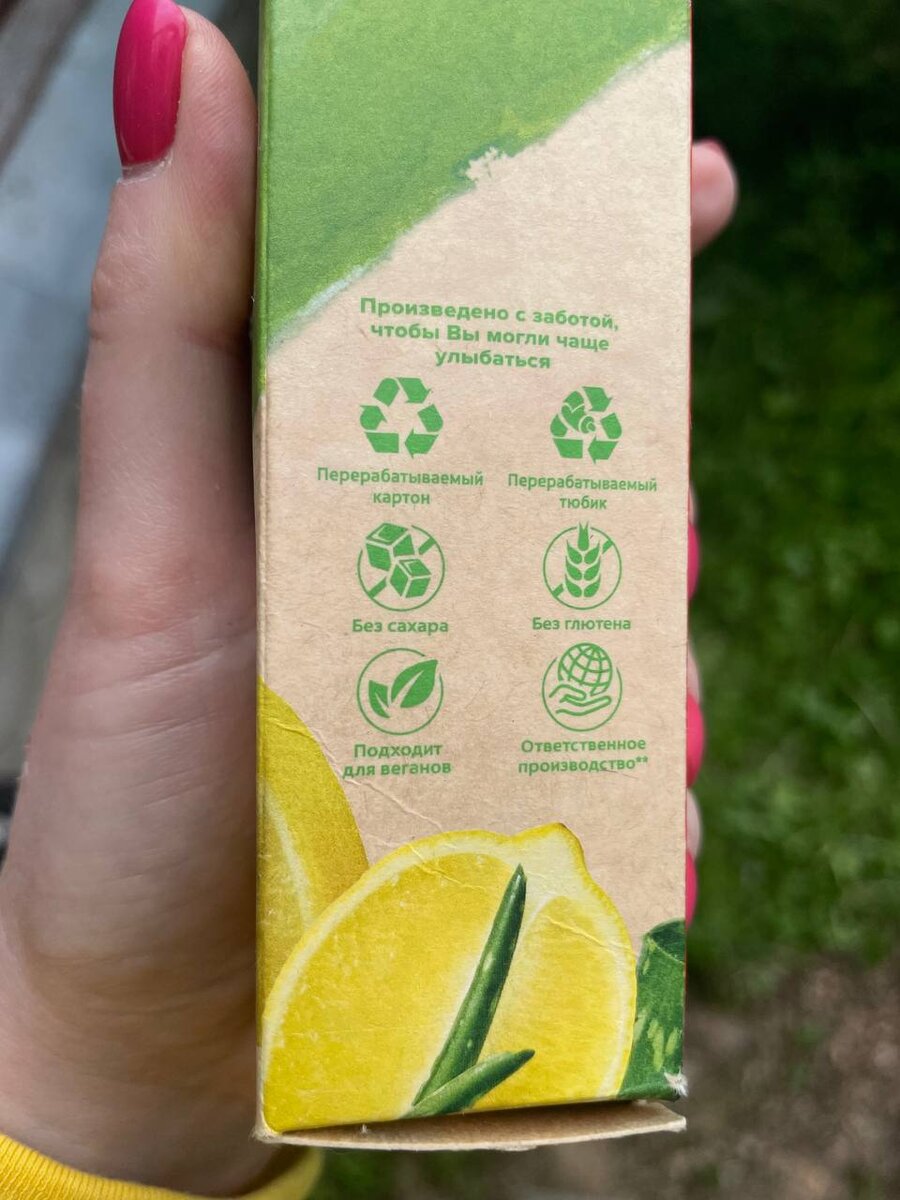 Произведено с заботой,
чтобы Вы могли чаще
улыбаться
Перерабатываемый
картон
Перерабатываемый
тюбик
Без сахара
Без глютена
Подходит
для веганов
Ответственное
производство**